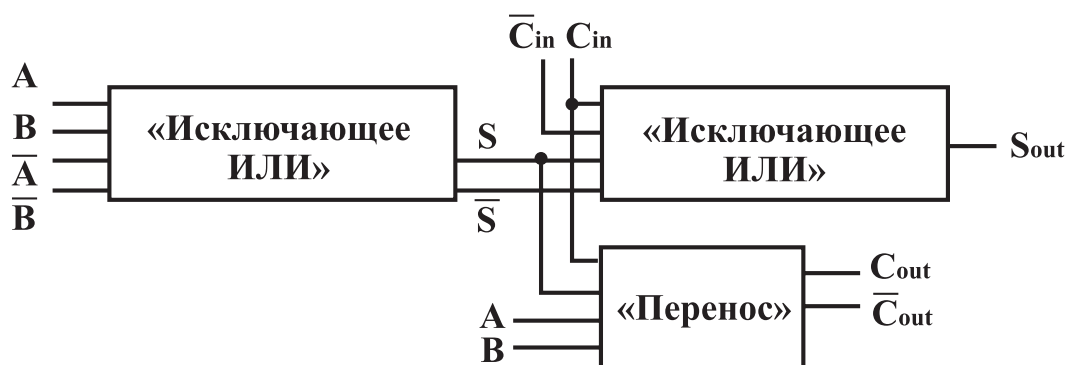 C̅in Cin
A
B
A̅
B̅
«Исключающее
ИЛИ»
S
S̅
«Исключающее
ИЛИ»
Sout
A
B
«Перенос»
Cout
C̅out